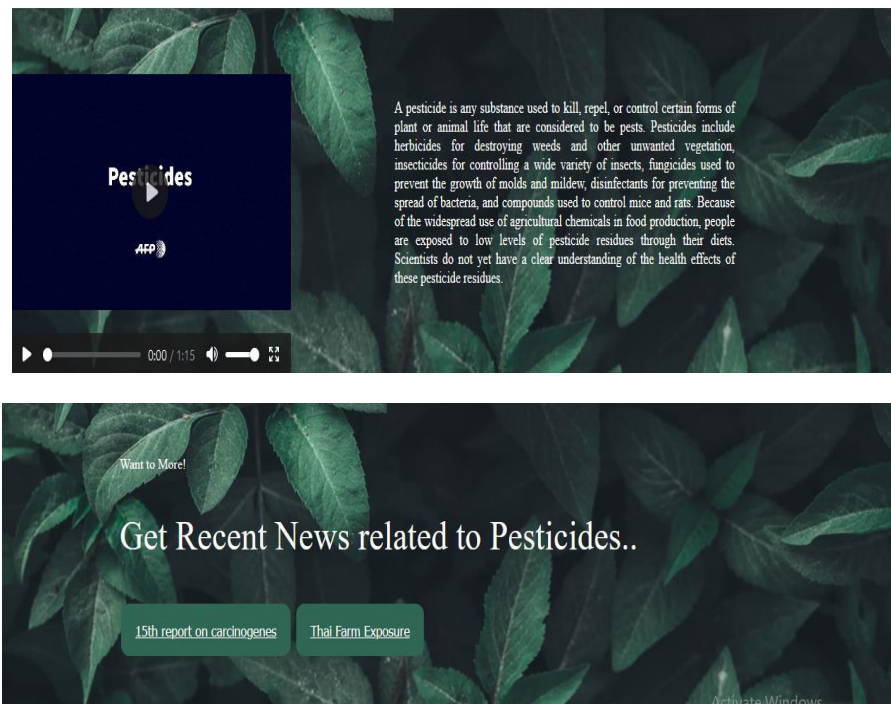 Pesticides
AFP
0:00 / 1:15
A pesticide is any substance used to kill, repel, or control certain forms of
plant or animal life that are considered to be pests. Pesticides include
herbicides for destroying weeds and other unwanted vegetation,
insecticides for controlling a wide variety of insects, fungicides used to
prevent the growth of molds and mildew, disinfectants for preventing the
spread of bacteria, and compounds used to control mice and rats. Because
of the widespread use of agricultural chemicals in food production, people
are exposed to low levels of pesticide residues through their diets.
Scientists do not yet have a clear understanding of the health effects of
these pesticide residues.
Want to More!
Get Recent News related to Pesticides..
15th report on carcinogenes
Thai Farm Exposure
Activate Windows